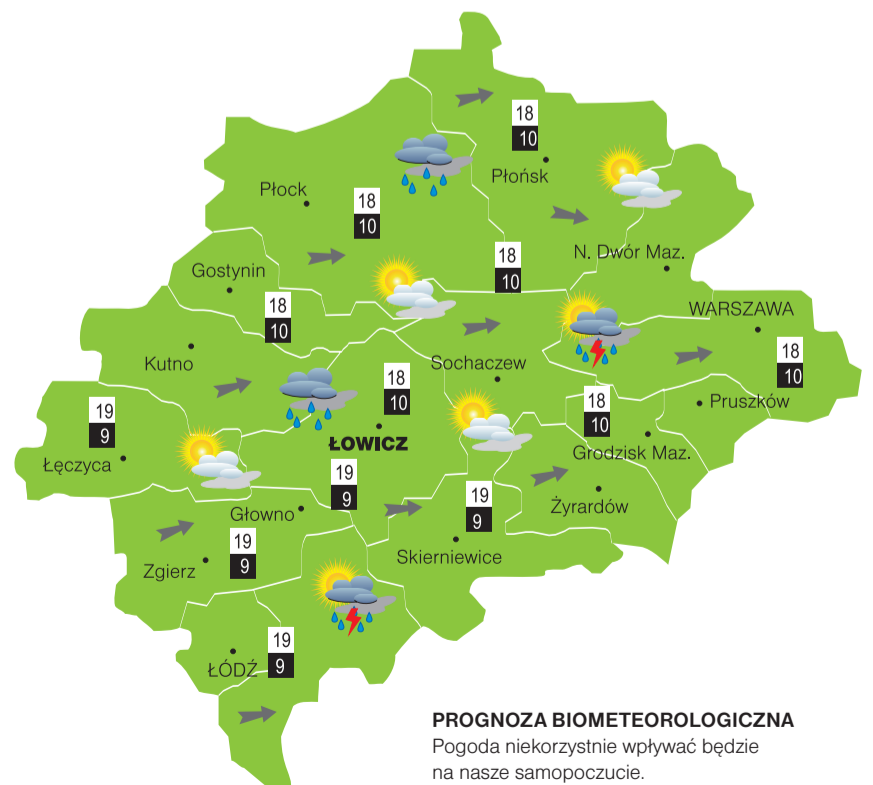 18
10
Płońsk
Płock
18
10
N. Dwór Maz.
18
10
Gostynin
18
10
WARSZAWA
18
10
Kutno
Sochaczew
18
10
Pruszków
18
10
19
9
ŁOWICZ
Grodzisk Maz.
Łęczyca
19
9
Żyrardów
19
9
Głowno
Skierniewice
19
9
Zgierz
19
9
ŁÓDŹ
PROGNOZA BIOMETEOROLOGICZNA
Pogoda niekorzystnie wpływać będzie
na nasze samopoczucie.